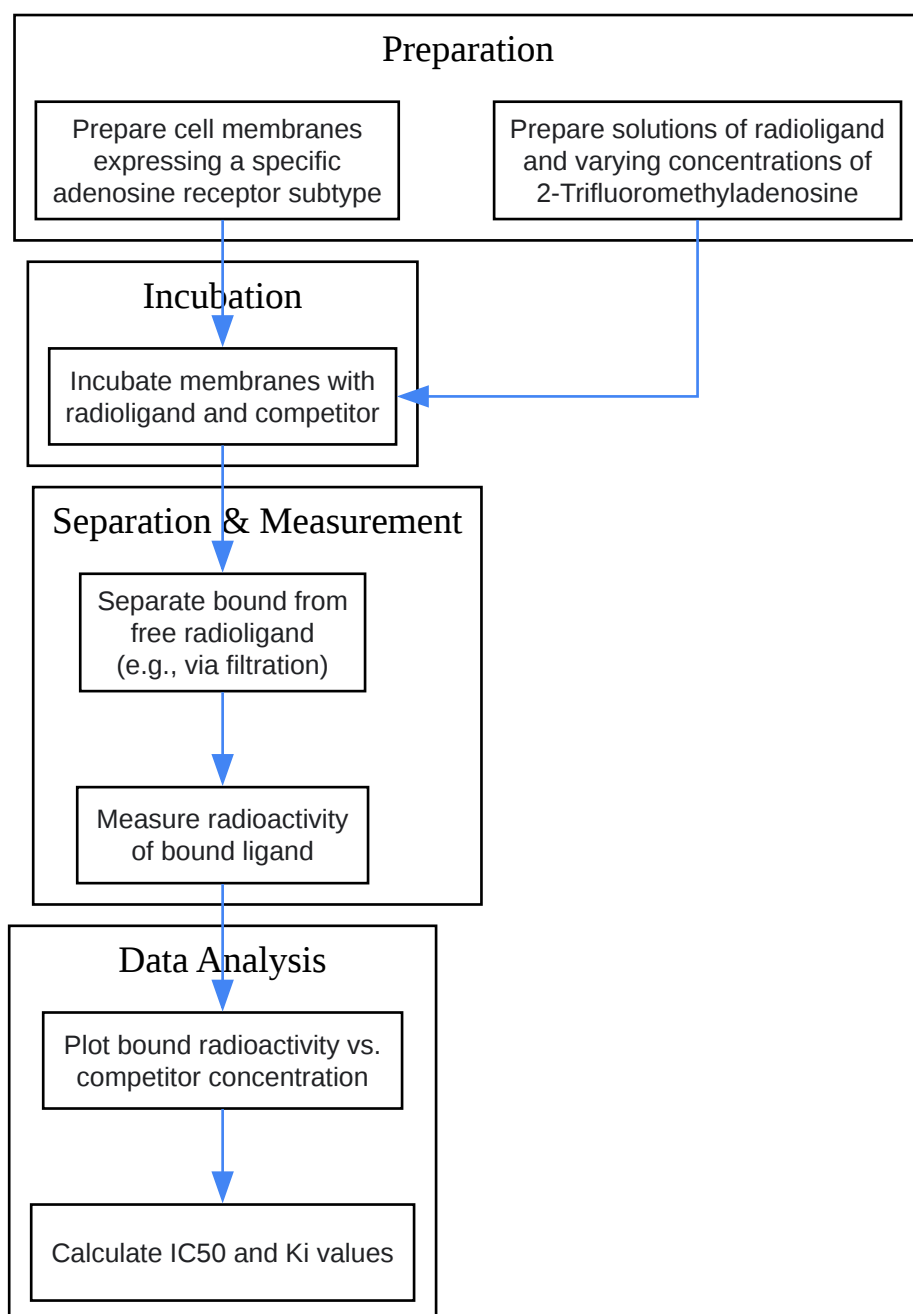 Preparation
Prepare cell membranes
expressing a specific
adenosine receptor subtype
Prepare solutions of radioligand
and varying concentrations of
2-Trifluoromethyladenosine
Incubation
Incubate membranes with
radioligand and competitor
Separation & Measurement
Separate bound from
free radioligand
(e.g., via filtration)
Measure radioactivity
of bound ligand
Data Analysis
Plot bound radioactivity vs.
competitor concentration
Calculate IC50 and Ki values